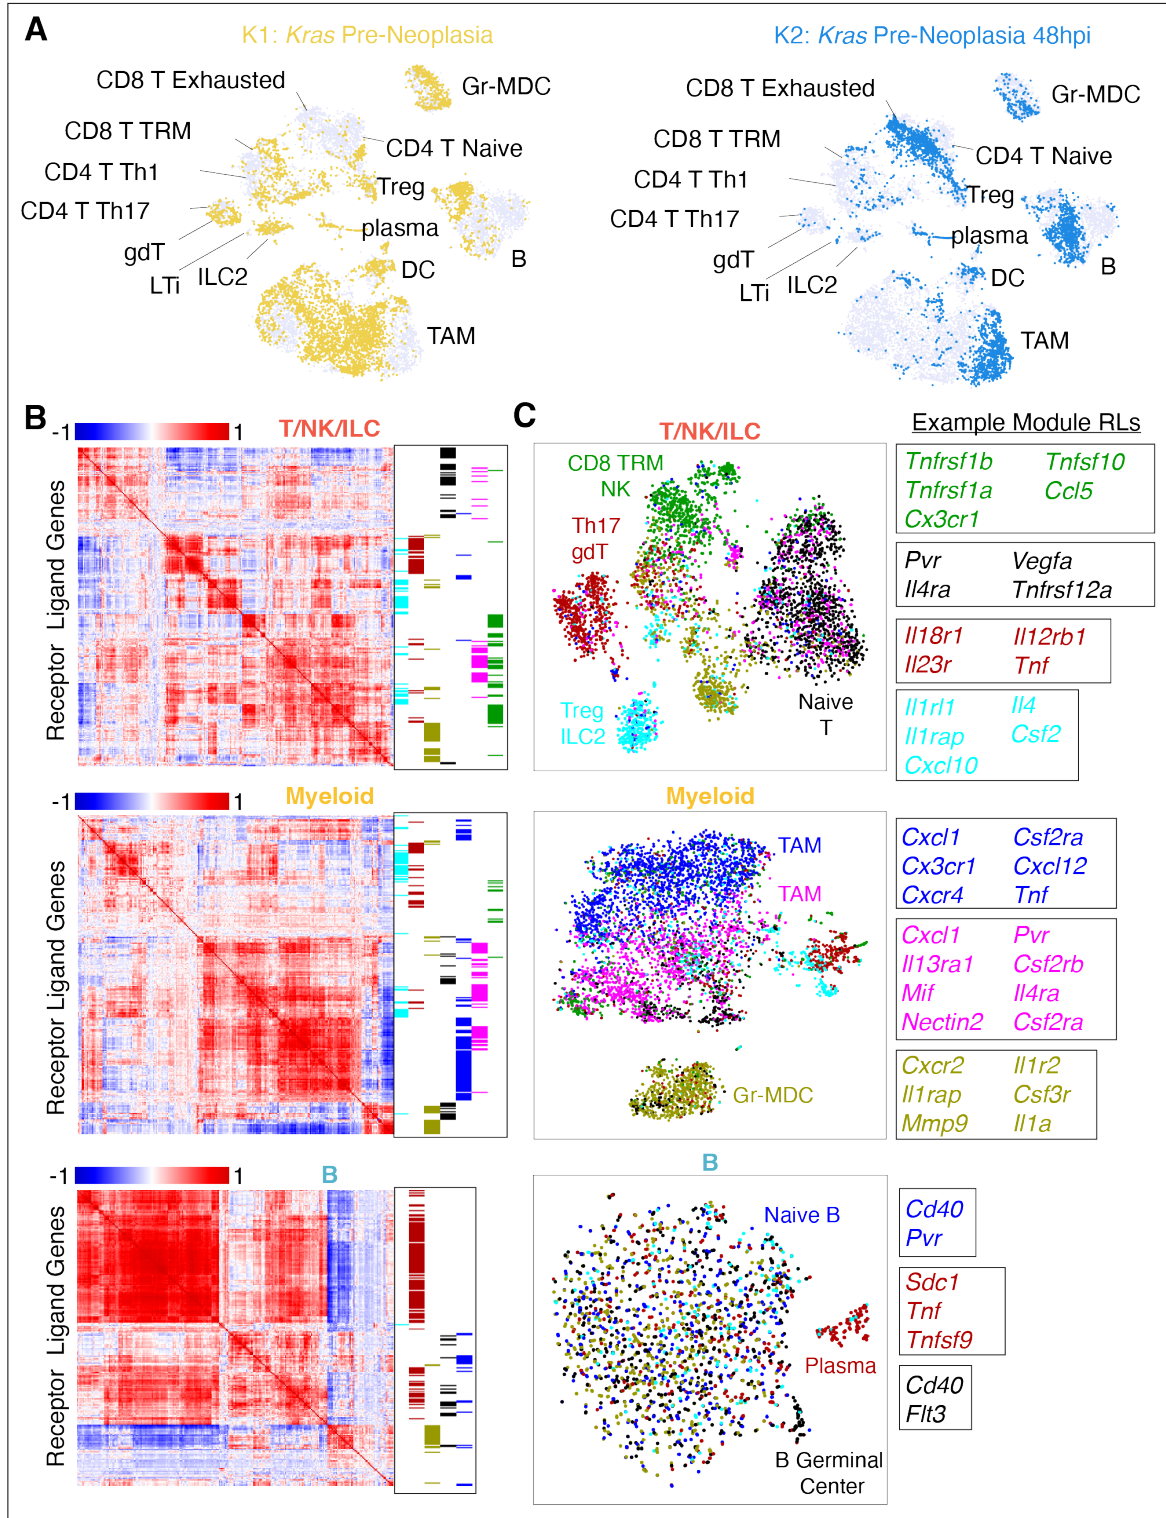 A
K1: Kras Pre-Neoplasia
CD8 T Exhausted
Gr-MDC
CD8 T TRM
CD4 T Naive
CD4 T Th1
Treg
CD4 T Th17
plasma
gdT
B
LTi
ILC2
DC
TAM
K2: Kras Pre-Neoplasia 48hpi
CD8 T Exhausted
Gr-MDC
CD8 T TRM
CD4 T Naive
CD4 T Th1
Treg
CD4 T Th17
plasma
gdT
B
LTi
ILC2
DC
TAM
B
-1
1
T/NK/ILC
Receptor Ligand Genes
-1
1
Myeloid
Receptor Ligand Genes
-1
1
B
Receptor Ligand Genes
C
T/NK/ILC
CD8 TRM
NK
Th17
gdT
Treg
ILC2
Naive
T
Example Module RLs
Tnfrsf1b Tnfsf10
Tnfrsf1a Ccl5
Cx3cr1
Pvr Vegfa
Il4ra Tnfrsf12a
Il18r1 Il12rb1
Il23r Tnf
Il1rl1 Il4
Il1rap Csf2
Cxcl10
Myeloid
TAM
TAM
Gr-MDC
Cxcl1 Csf2ra
Cx3cr1 Cxcl12
Cxcr4 Tnf
Cxcl1 Pvr
Il13ra1 Csf2rb
Mif Il4ra
Nectin2 Csf2ra
Cxcr2 Il1r2
Il1rap Csf3r
Mmp9 Il1a
B
Naive B
Plasma
B Germinal
Center
Cd40
Pvr
Sdc1
Tnf
Tnfsf9
Cd40
Flt3